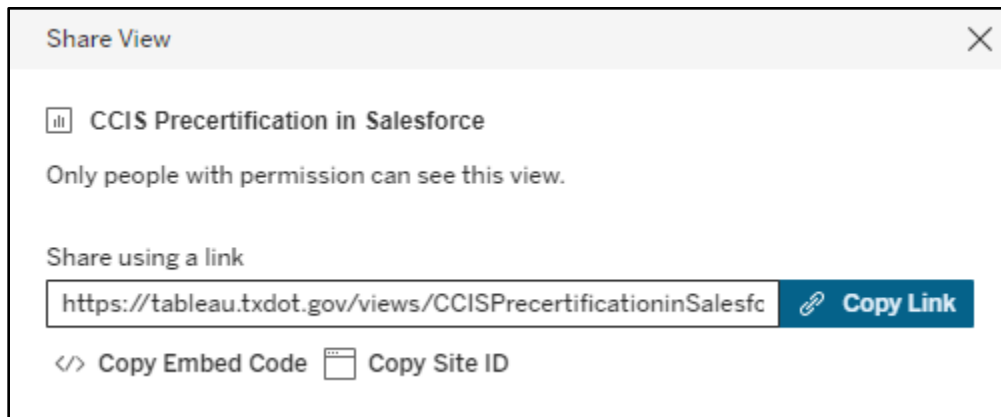 Share View
CCIS Precertification in Salesforce
Only people with permission can see this view.
Share using a link
https://tableau.txdot.gov/views/CCISPrecertificationinSalesfc Copy Link
</> Copy Embed Code Copy Site ID